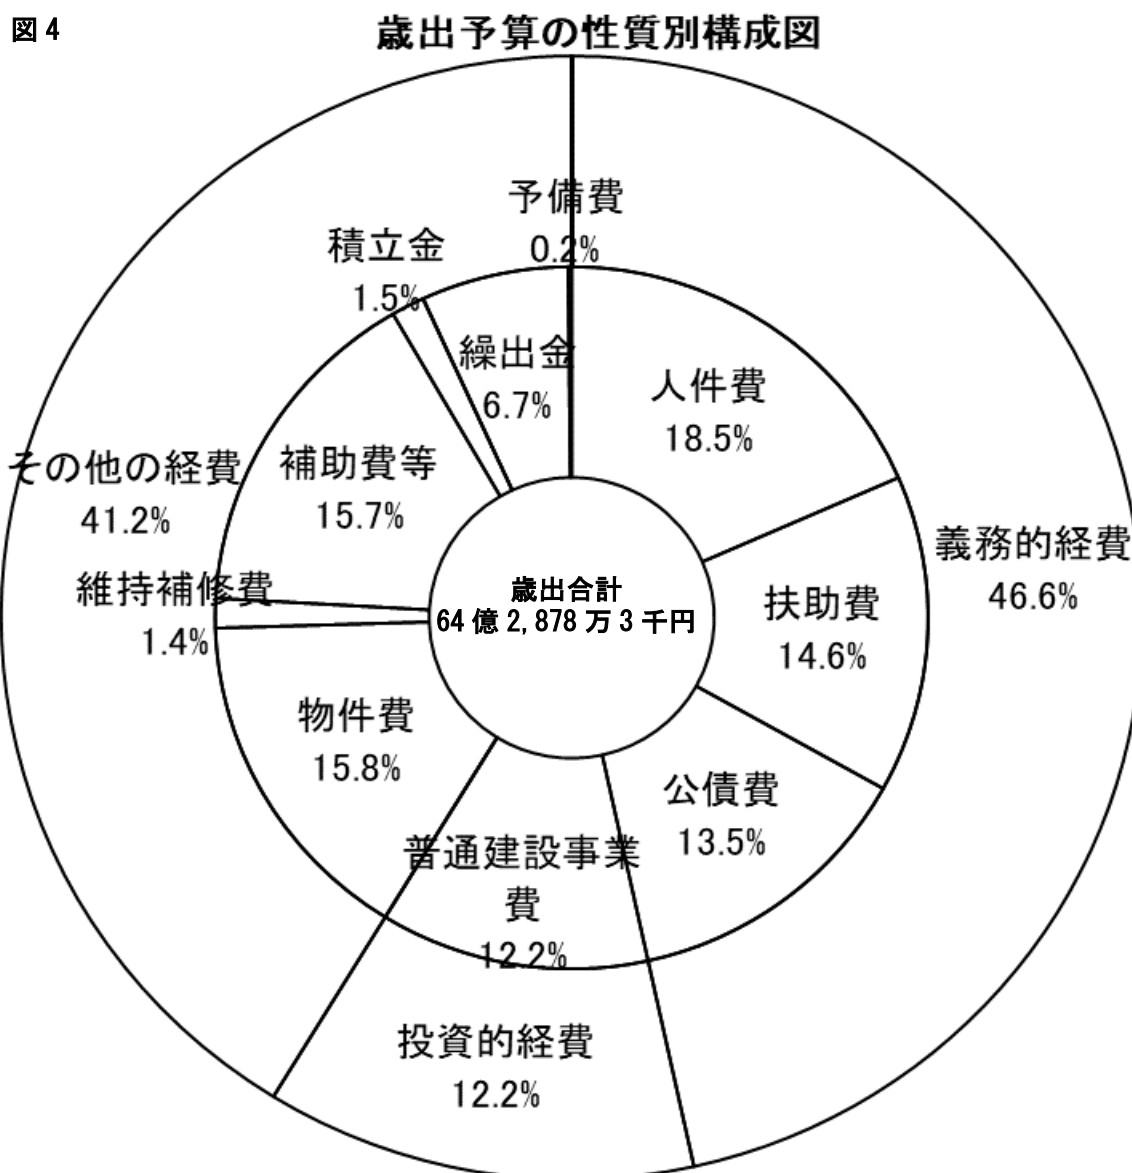 図4
歳出予算の性質別構成図
予備費
0.2%
積立金
1.5%
繰出金
6.7%
人件費
18.5%
その他の経費
41.2%
補助費等
15.7%
義務的経費
46.6%
維持補修費
1.4%
歳出合計
64億2,878万3千円
扶助費
14.6%
物件費
15.8%
公債費
13.5%
普通建設事業
費
12.2%
投資的経費
12.2%